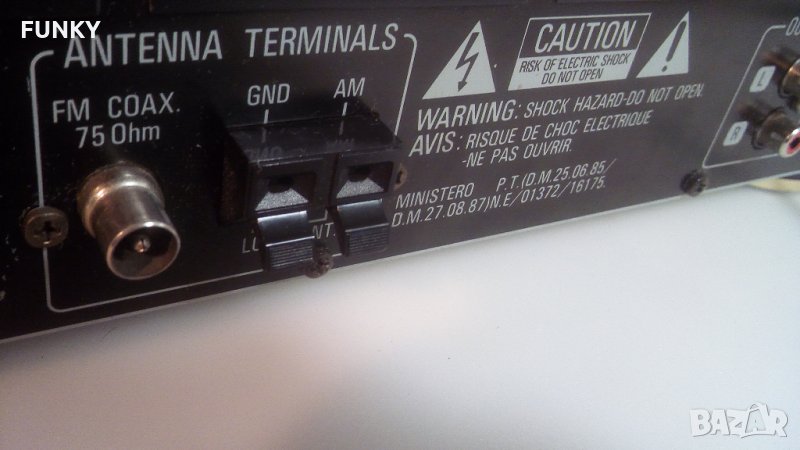 FUNKY
ANTENNA TERMINALS
FM COAX.
75 Ohm
GND
AM
CAUTION
RISK OF ELECTRIC SHOCK
DO NOT OPEN
WARNING: SHOCK HAZARD-DO NOT OPEN.
AVIS: RISQUE DE CHOC ELECTRIQUE
-NE PAS OUVRIR.
MINISTERO P.T.(D.M.25.06.85/
D.M.27.08.87)N.E/01372/16175.
L
R
BAZAR